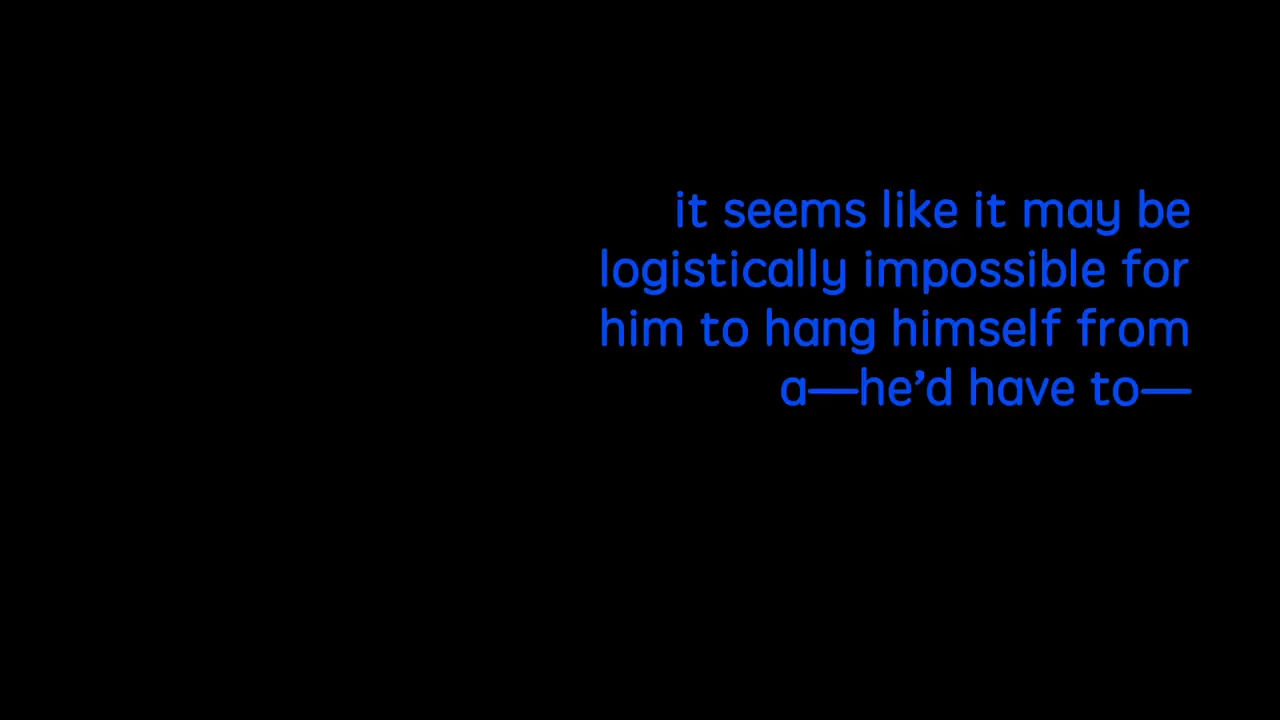 it seems like it may be
logistically impossible for
him to hang himself from
a—he’d have to—